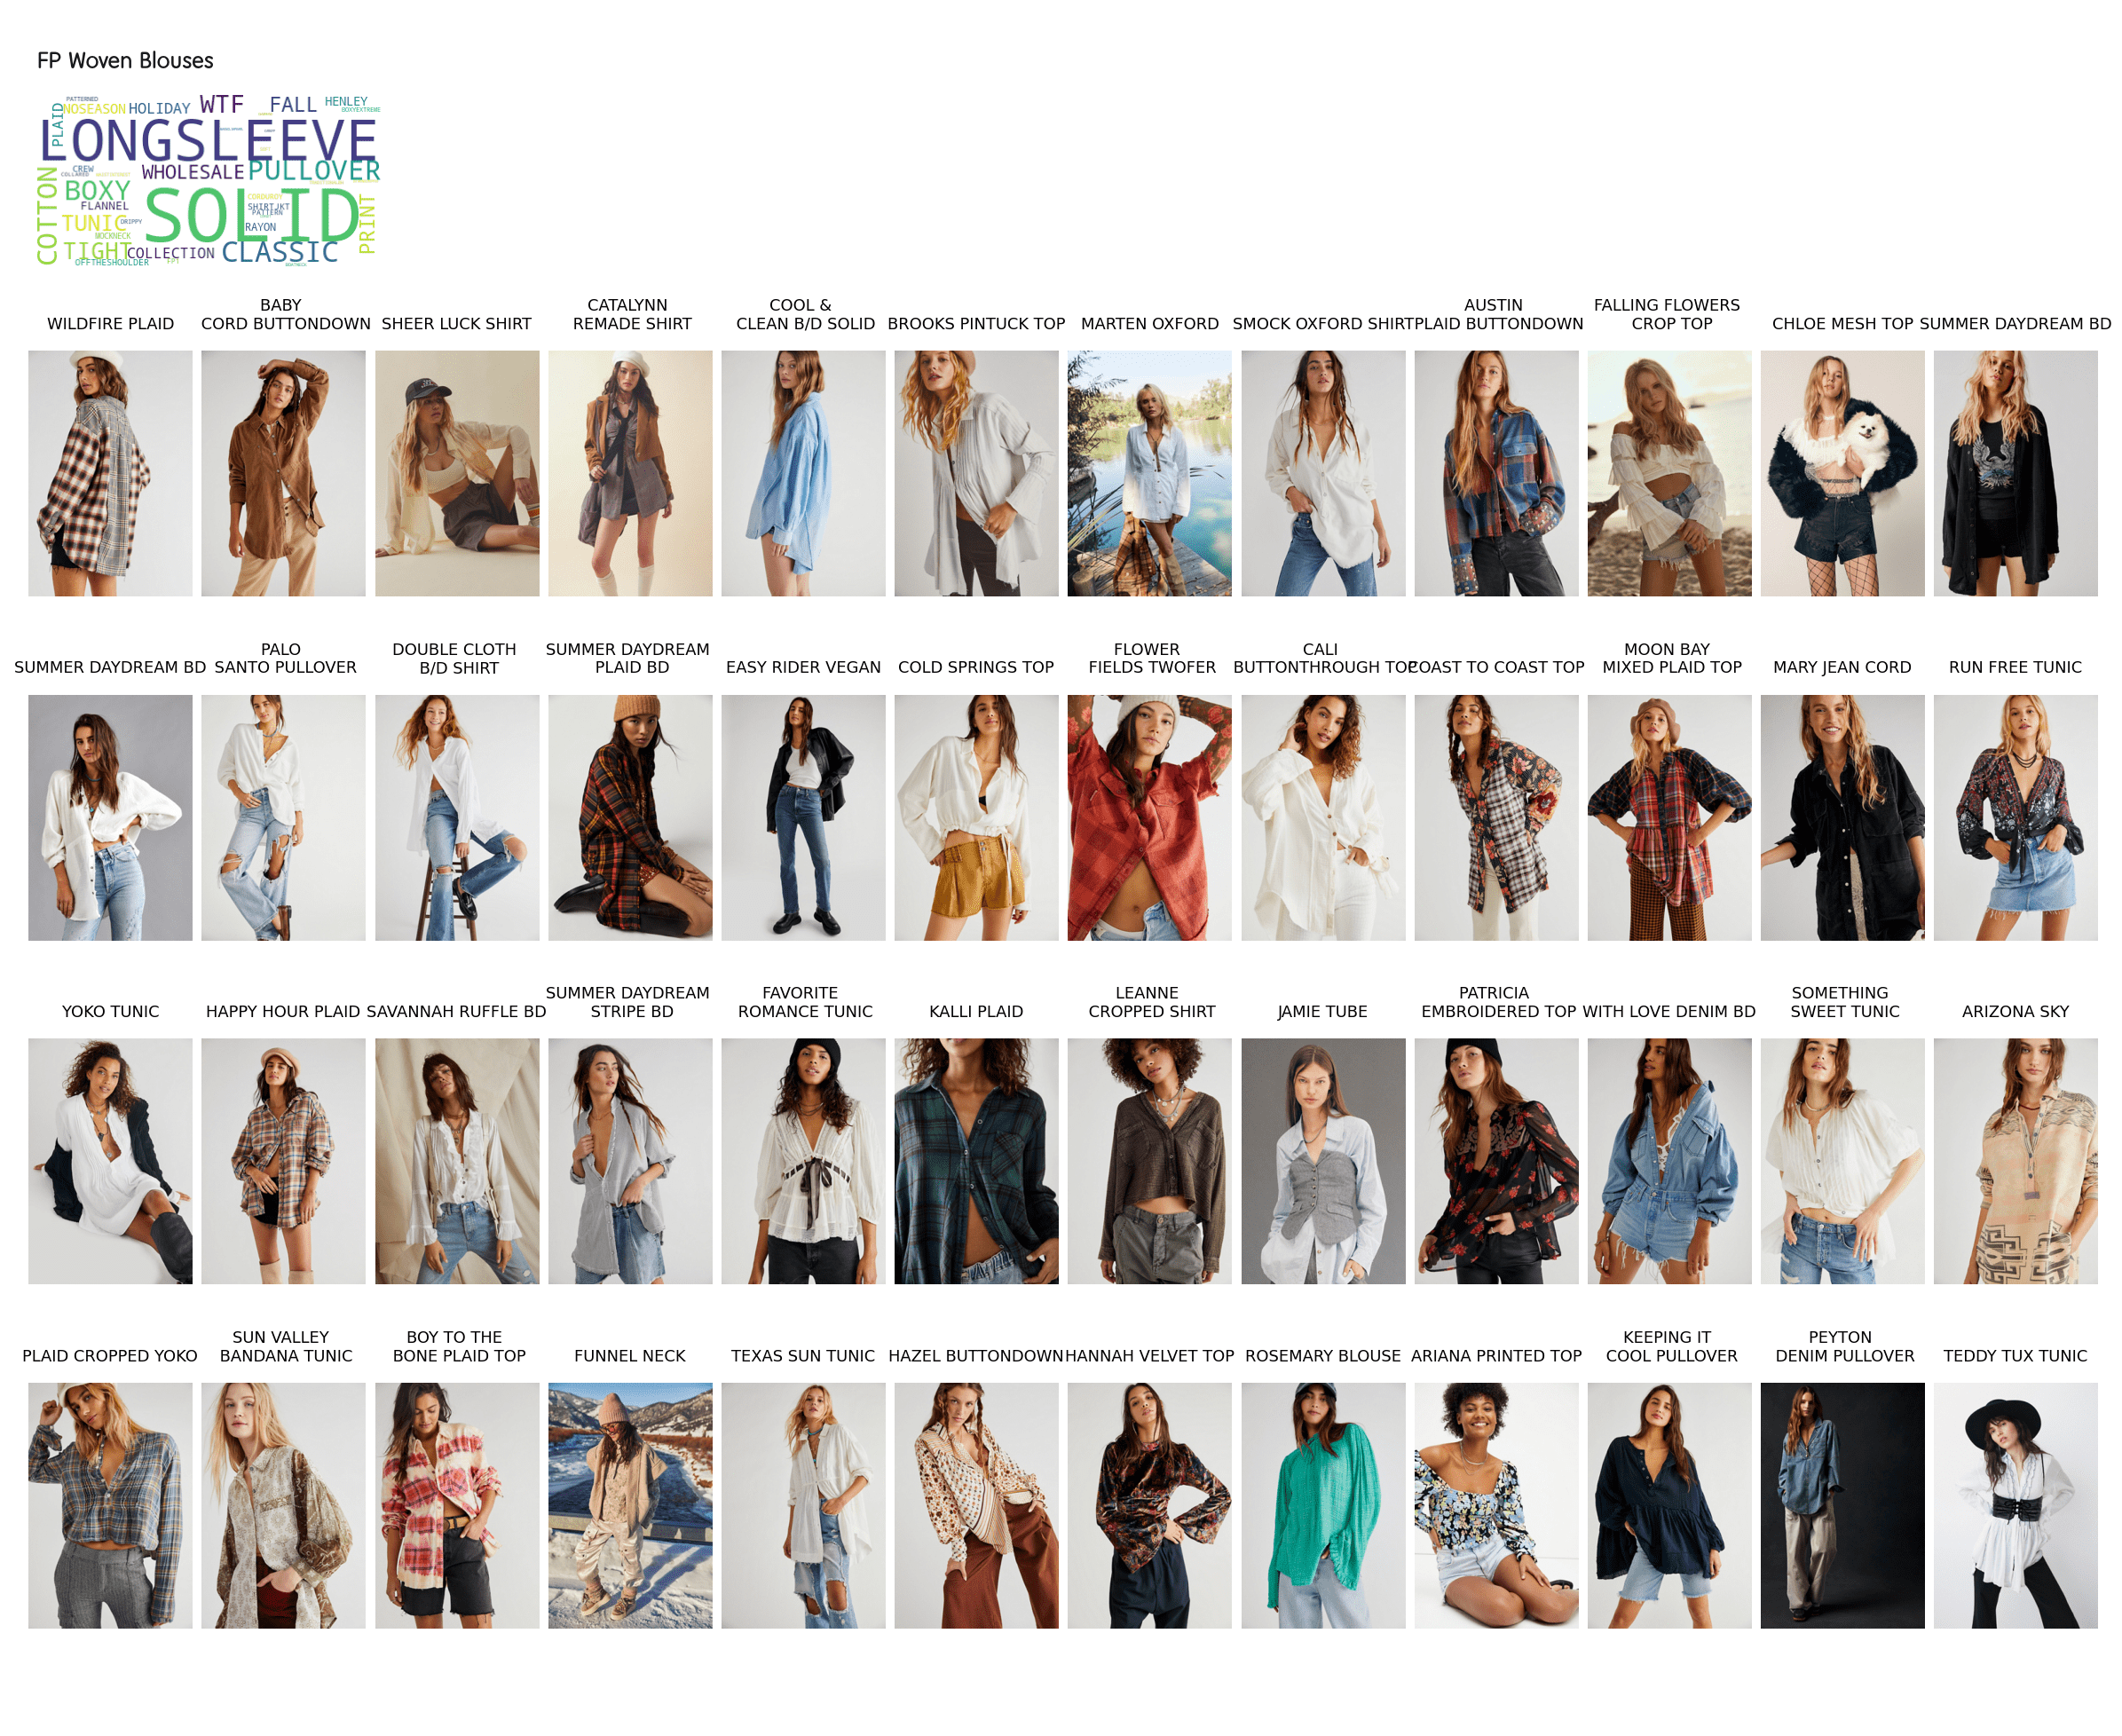 FP Woven Blouses
PATTERNED
NOSEASON
HOLIDAY
WTF
FALL
HENLEY
BOXYEXTREME
PLAID
LONGSLEEVE
CREW
COLLARED
WHOLESALE
PULLOVER
COTTON
BOXY
FLANNEL
SOLID
CORDUROY
SHIRTJKT
PATTERN
PRINT
TUNIC
DRIPPY
RAYON
MOCKNECK
TIGHT
COLLECTION
CLASSIC
OFFTHESHOULDER
FP1
BOATNECK
WILDFIRE PLAID
BABY
CORD BUTTONDOWN
SHEER LUCK SHIRT
CATALYNN
REMADE SHIRT
COOL &
CLEAN B/D SOLID
BROOKS PINTUCK TOP
MARTEN OXFORD
SMOCK OXFORD SHIRT
AUSTIN
PLAID BUTTONDOWN
FALLING FLOWERS
CROP TOP
CHLOE MESH TOP
SUMMER DAYDREAM BD
SUMMER DAYDREAM BD
PALO
SANTO PULLOVER
DOUBLE CLOTH
B/D SHIRT
SUMMER DAYDREAM
PLAID BD
EASY RIDER VEGAN
COLD SPRINGS TOP
FLOWER
FIELDS TWOFER
CALI
BUTTONTHROUGH TOP
COAST TO COAST TOP
MOON BAY
MIXED PLAID TOP
MARY JEAN CORD
RUN FREE TUNIC
YOKO TUNIC
HAPPY HOUR PLAID
SAVANNAH RUFFLE BD
SUMMER DAYDREAM
STRIPE BD
FAVORITE
ROMANCE TUNIC
KALLI PLAID
LEANNE
CROPPED SHIRT
JAMIE TUBE
PATRICIA
EMBROIDERED TOP
WITH LOVE DENIM BD
SOMETHING
SWEET TUNIC
ARIZONA SKY
PLAID CROPPED YOKO
SUN VALLEY
BANDANA TUNIC
BOY TO THE
BONE PLAID TOP
FUNNEL NECK
TEXAS SUN TUNIC
HAZEL BUTTONDOWN
HANNAH VELVET TOP
ROSEMARY BLOUSE
ARIANA PRINTED TOP
KEEPING IT
COOL PULLOVER
PEYTON
DENIM PULLOVER
TEDDY TUX TUNIC